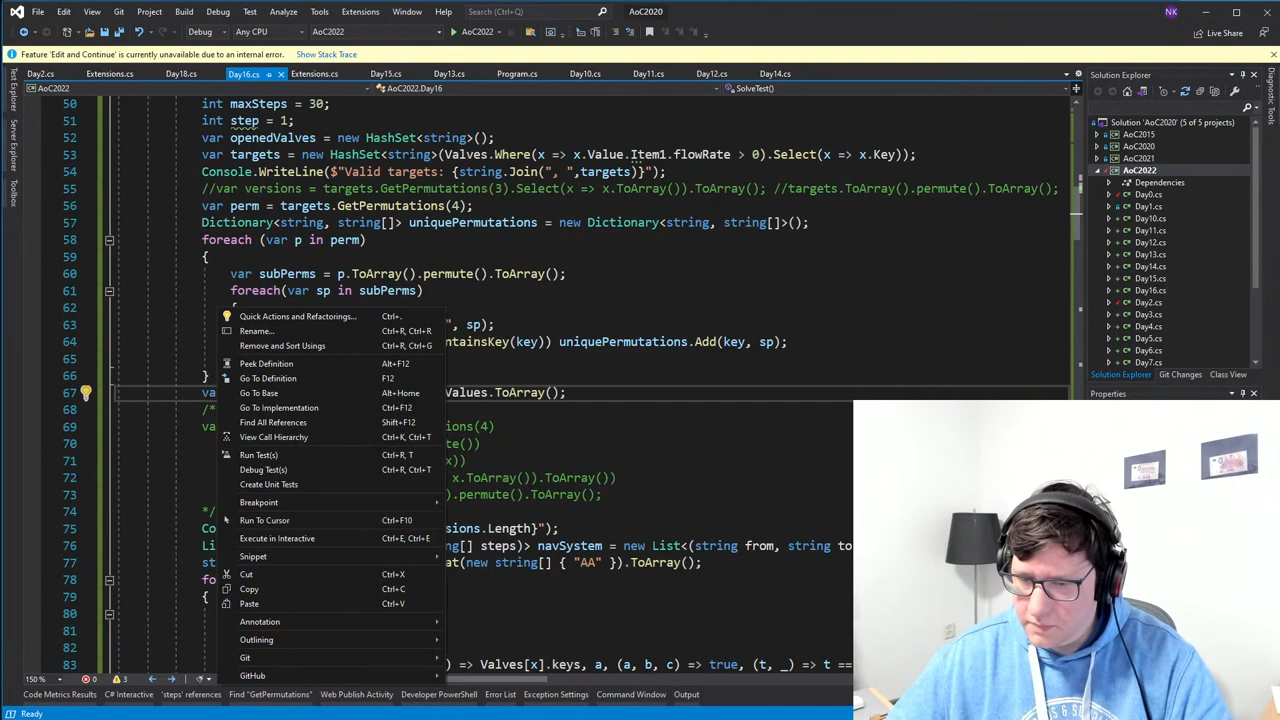 File Edit View Git Project Build Debug Test Analyze Tools Extensions Window Help Search (Ctrl+Q) AoC2020 NK
Debug Any CPU AoC2022 AoC2022 Live Share
Feature 'Edit and Continue' is currently unavailable due to an internal error. Show Stack Trace
Day2.cs Extensions.cs Day18.cs Day16.cs Extensions.cs Day15.cs Day13.cs Program.cs Day10.cs Day11.cs Day12.cs Day14.cs
AoC2022 AoC2022.Day16 SolveTest()
Test Explorer
Server Explorer
Toolbox
50 int maxSteps = 30;
51 int step = 1;
52 var openedValves = new HashSet<string>();
53 var targets = new HashSet<string>(Valves.Where(x => x.Value.Item1.flowRate > 0).Select(x => x.Key));
54 Console.WriteLine($"Valid targets: {string.Join(", ",targets)}");
55 //var versions = targets.GetPermutations(3).Select(x => x.ToArray()).ToArray(); //targets.ToArray().permute().ToArray();
56 var perm = targets.GetPermutations(4);
57 Dictionary<string, string[]> uniquePermutations = new Dictionary<string, string[]>();
58 foreach (var p in perm)
59 {
60 var subPerms = p.ToArray().permute().ToArray();
61 foreach(var sp in subPerms)
62 {
63 ", sp);
64 ntainsKey(key)) uniquePermutations.Add(key, sp);
65
66 }
67 va Values.ToArray();
68 /*
69 va ons(4)
70 te())
71 x))
72 x.ToArray()).ToArray())
73 ).permute().ToArray();
74 */
75 Co sions.Length}");
76 Li ng[] steps)> navSystem = new List<(string from, string to
77 st at(new string[] { "AA" }).ToArray();
78 fo
79 {
80
81
82
83 ) => Valves[x].keys, a, (a, b, c) => true, (t, _) => t ==
Quick Actions and Refactorings... Ctrl+.
Rename... Ctrl+R, Ctrl+R
Remove and Sort Usings Ctrl+R, Ctrl+G
Peek Definition Alt+F12
Go To Definition F12
Go To Base Alt+Home
Go To Implementation Ctrl+F12
Find All References Shift+F12
View Call Hierarchy Ctrl+K, Ctrl+T
Run Test(s) Ctrl+R, T
Debug Test(s) Ctrl+R, Ctrl+T
Create Unit Tests
Breakpoint
Run To Cursor Ctrl+F10
Execute in Interactive Ctrl+E, Ctrl+E
Snippet
Cut Ctrl+X
Copy Ctrl+C
Paste Ctrl+V
Annotation
Outlining
Git
GitHub
Solution Explorer
Solution 'AoC2020' (5 of 5 projects)
AoC2015
AoC2020
AoC2021
AoC2022
Dependencies
Day0.cs
Day1.cs
Day10.cs
Day11.cs
Day12.cs
Day13.cs
Day14.cs
Day15.cs
Day16.cs
Day2.cs
Day3.cs
Day4.cs
Day5.cs
Day6.cs
Day7.cs
Solution Explorer Git Changes Class View
Properties
Diagnostic Tools
150 % 0 3
Code Metrics Results C# Interactive 'steps' references Find "GetPermutations" Web Publish Activity Developer PowerShell Error List Exception Settings Command Window Output
Ready